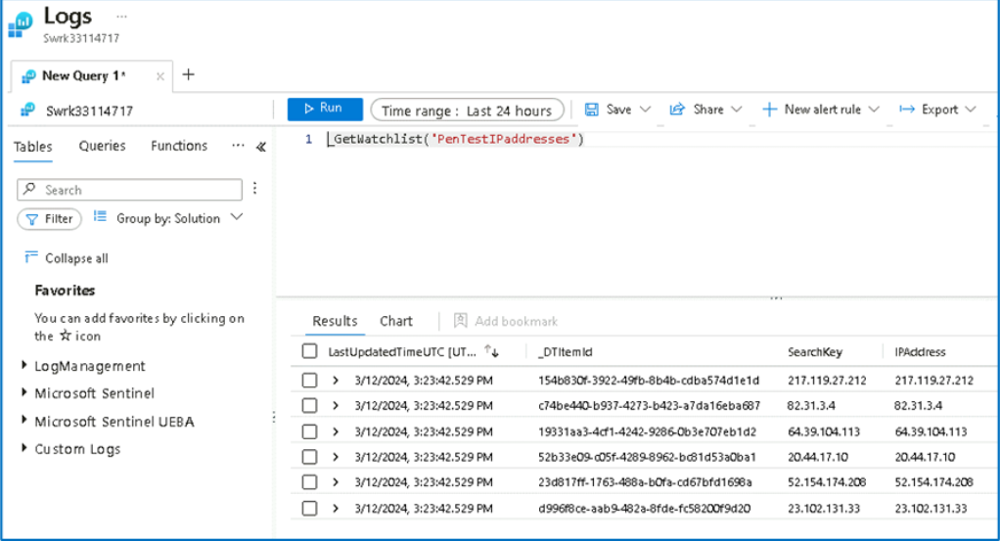 Logs ...
Swrk33114717
New Query 1* × +
Swrk33114717
Run Time range : Last 24 hours Save Share New alert rule Export
Tables Queries Functions ... «
1 _GetWatchlist('PenTestIPaddresses')
Search
Filter Group by: Solution
Collapse all
Favorites
You can add favorites by clicking on
the ☆ icon
LogManagement
Microsoft Sentinel
Microsoft Sentinel UEBA
Custom Logs
Results Chart Add bookmark
LastUpdatedTimeUTC [UT... ↑↓ _DTItemId SearchKey IPAddress
3/12/2024, 3:23:42.529 PM 154b830f-3922-49fb-8b4b-cdba574d1e1d 217.119.27.212 217.119.27.212
3/12/2024, 3:23:42.529 PM c74be440-b937-4273-b423-a7da16eba687 82.31.3.4 82.31.3.4
3/12/2024, 3:23:42.529 PM 19331aa3-4cf1-4242-9286-0b3e707eb1d2 64.39.104.113 64.39.104.113
3/12/2024, 3:23:42.529 PM 52b33e09-c05f-4289-8962-bc81d53a0ba1 20.44.17.10 20.44.17.10
3/12/2024, 3:23:42.529 PM 23d817ff-1763-488a-b0fa-cd67bfd1698a 52.154.174.208 52.154.174.208
3/12/2024, 3:23:42.529 PM d996f8ce-aab9-482a-8fde-fc58200f9d20 23.102.131.33 23.102.131.33